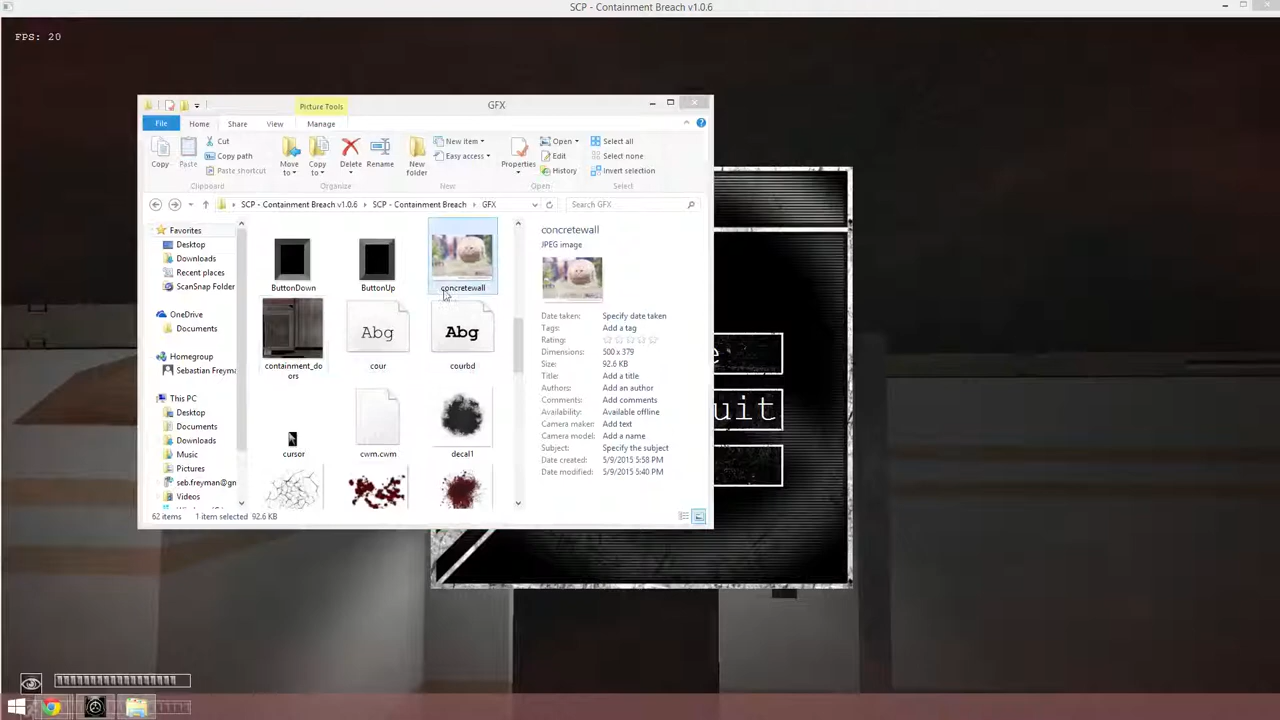 SCP - Containment Breach v1.0.6
FPS: 20
Picture Tools
GFX
File
Home
Share
View
Manage
Copy
Paste
Cut
Copy path
Paste shortcut
Move to
Copy to
Delete
Rename
New folder
New item
Easy access
Properties
Open
Edit
History
Select all
Select none
Invert selection
Clipboard
Organize
New
Open
Select
SCP - Containment Breach v1.0.6
SCP - Containment Breach
GFX
Search GFX
Favorites
Desktop
Downloads
Recent places
ScanSnap Folder
OneDrive
Documents
Homegroup
Sebastian Freyma
This PC
Desktop
Documents
Downloads
Music
Pictures
seb.freyman@gn
Videos
ButtonDown
ButtonUp
concretewall
Abg
Abg
containment_do
ors
cour
courbd
cursor
cwm.cwm
decal1
concretewall
JPEG image
Date taken: Specify date taken
Tags: Add a tag
Rating:
Dimensions: 500 x 379
Size: 92.6 KB
Title: Add a title
Authors: Add an author
Comments: Add comments
Availability: Available offline
Camera maker: Add text
Camera model: Add a name
Subject: Specify the subject
Date created: 5/9/2015 5:58 PM
Date modified: 5/9/2015 5:40 PM
62 items
1 item selected 92.6 KB
e
uit